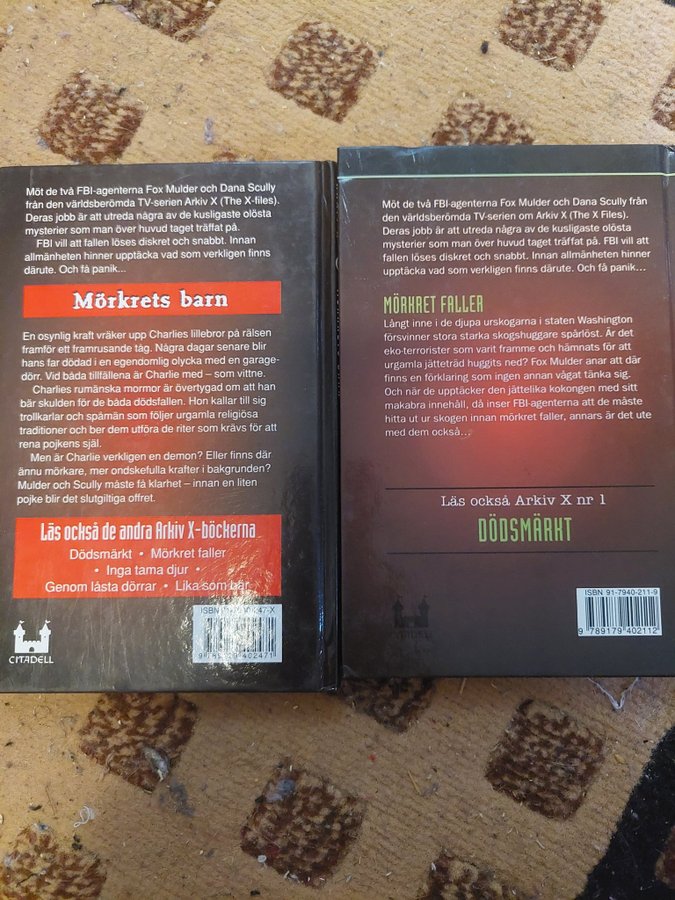 Möt de två FBI-agenterna Fox Mulder och Dana Scully
från den världsberömda TV-serien Arkiv X (The X-files).
Deras jobb är att utreda några av de kusligaste olösta
mysterier som man över huvud taget träffat på.
FBI vill att fallen löses diskret och snabbt. Innan
allmänheten hinner upptäcka vad som verkligen finns
därute. Och få panik...
Mörkrets barn
En osynlig kraft vräker upp Charlies lillebror på rälsen
framför ett framrusande tåg. Några dagar senare blir
hans far dödad i en egendomlig olycka med en garage-
dörr. Vid båda tillfällena är Charlie med – som vittne.
Charlies rumänska mormor är övertygad om att han
bär skulden för de båda dödsfallen. Hon kallar till sig
trollkarlar och spåmän som följer urgamla religiösa
traditioner och ber dem utföra de riter som krävs för att
rena pojkens själ.
Men är Charlie verkligen en demon? Eller finns där
ännu mörkare, mer ondskefulla krafter i bakgrunden?
Mulder och Scully måste få klarhet – innan en liten
pojke blir det slutgiltiga offret.
Läs också de andra Arkiv X-böckerna
Dödsmärkt • Mörkret faller
• Inga tama djur •
Genom låsta dörrar • Lika som bär
CITADELL
Möt de två FBI-agenterna Fox Mulder och Dana Scully från
den världsberömda TV-serien om Arkiv X (The X Files).
Deras jobb är att utreda några av de kusligaste olösta
mysterier som man över huvud taget träffat på. FBI vill att
fallen löses diskret och snabbt. Innan allmänheten hinner
upptäcka vad som verkligen finns därute. Och få panik...
MÖRKRET FALLER
Långt inne i de djupa urskogarna i staten Washington
försvinner stora starka skogshuggare spårlöst. Är det
eko-terrorister som varit framme och hämnats för att
urgamla jätteträd huggits ned? Fox Mulder anar att där
finns en förklaring som ingen annan vågat tänka sig.
Och när de upptäcker den jättelika kokongen med sitt
makabra innehåll, då inser FBI-agenterna att de måste
hitta ut ur skogen innan mörkret faller, annars är det ute
med dem också...
Läs också Arkiv X nr 1
DÖDSMÄRKT
CITADELL
ISBN 91-7940-211-9
9 789179 402112